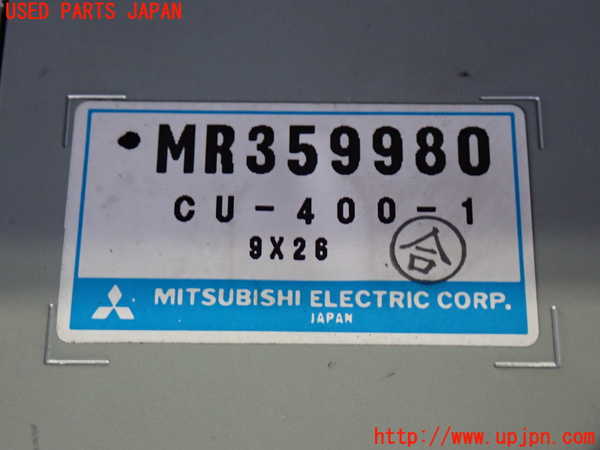 USED PARTS JAPAN
•MR359980
CU-400-1
9X26
合
MITSUBISHI ELECTRIC CORP.
JAPAN
http://www.upjpn.com/